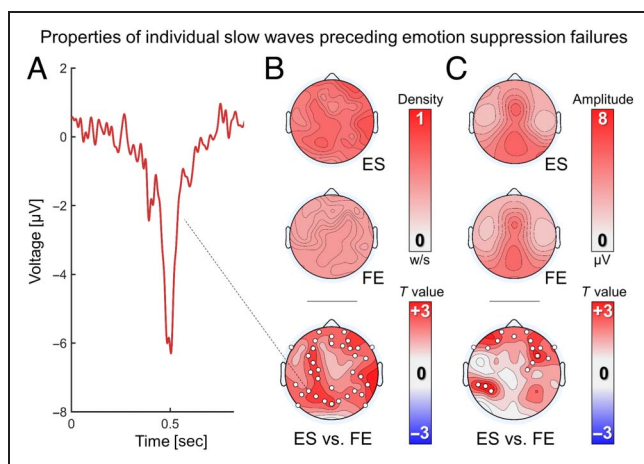 Properties of individual slow waves preceding emotion suppression failures
A
B
C
2
0
−2
−4
−6
−8
Voltage [µV]
0
0.5
Time [sec]
Density
1
0
w/s
ES
FE
T value
+3
0
−3
ES vs. FE
Amplitude
8
0
µV
ES
FE
T value
+3
0
−3
ES vs. FE